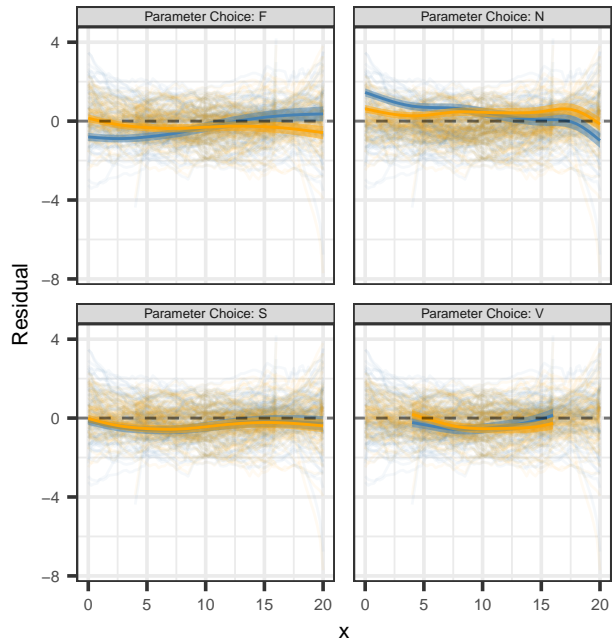 Parameter Choice: F
Parameter Choice: N
4
0
−4
−8
Residual
Parameter Choice: S
Parameter Choice: V
4
0
−4
−8
0 5 10 15 20
0 5 10 15 20
x